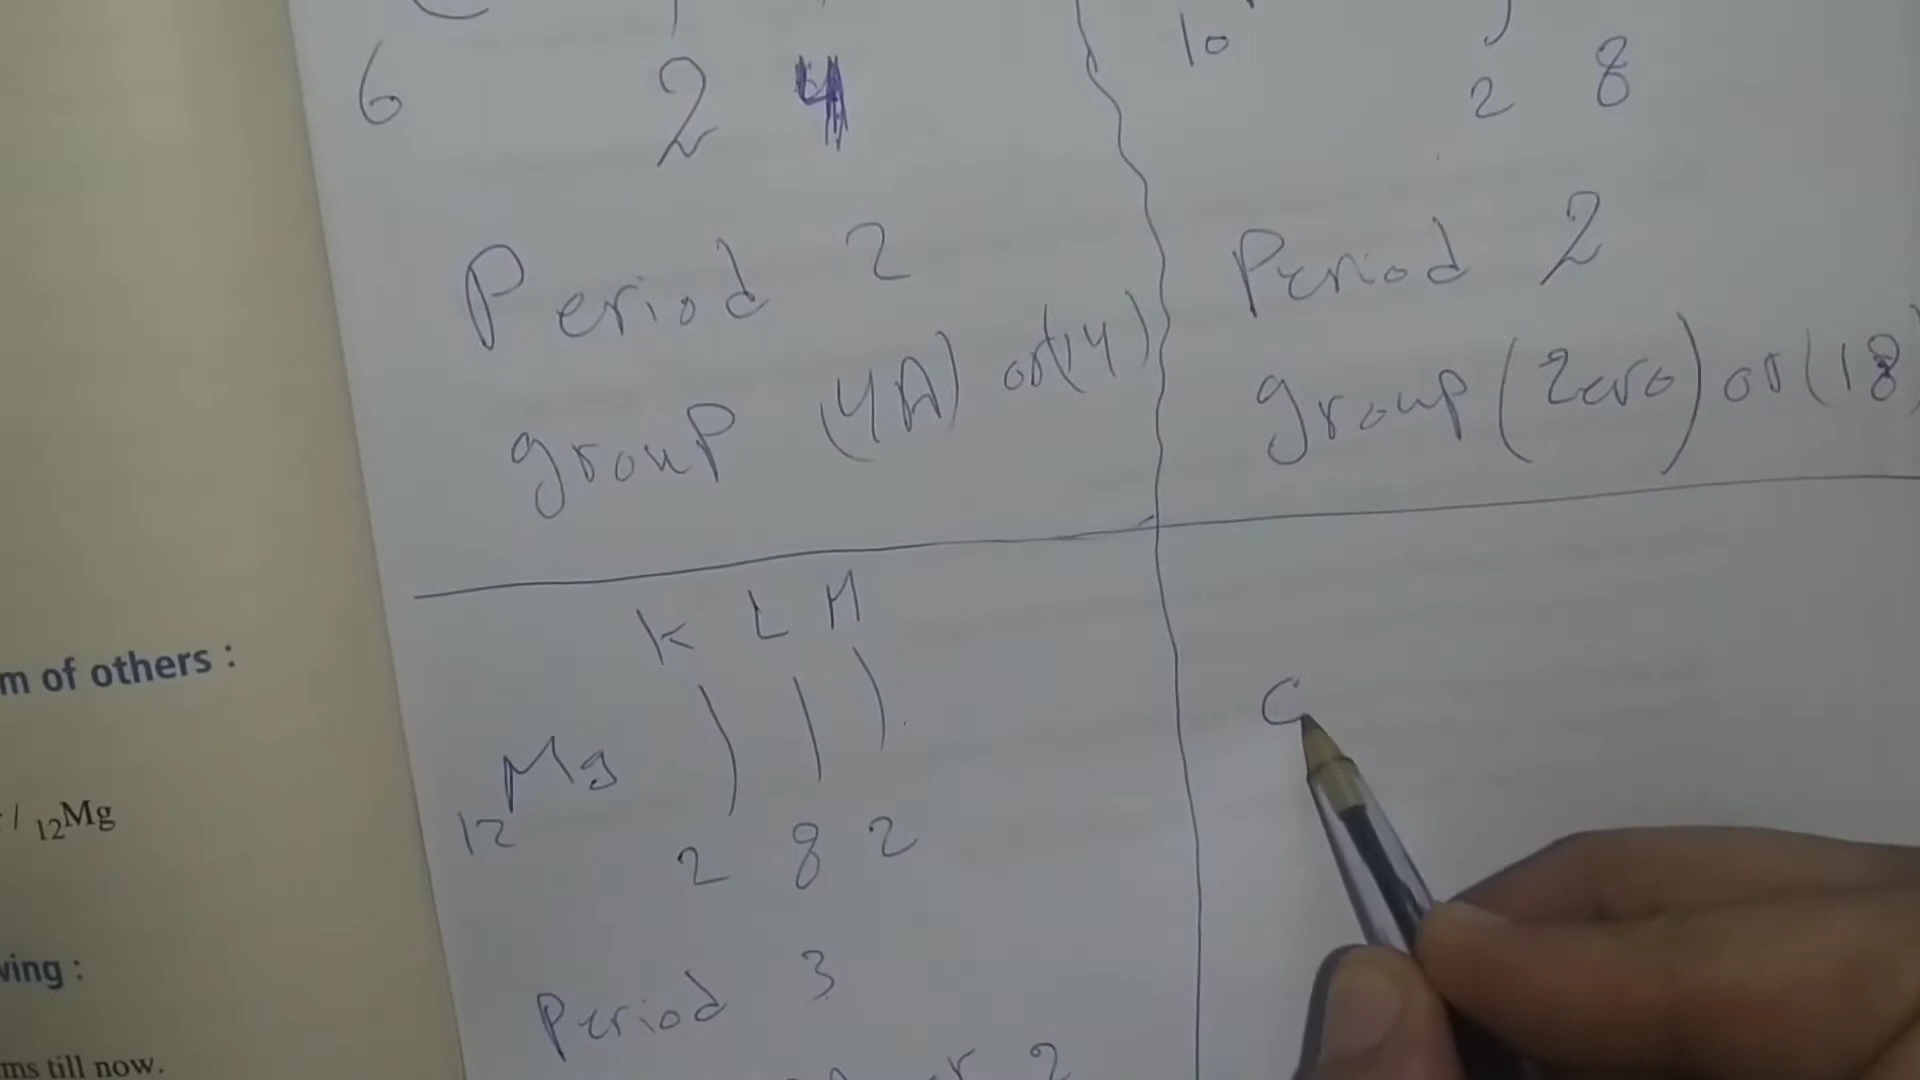 6
2 4
Period 2
group (4A) or (14)
10
2 8
Period 2
group (Zero) or (18)
K L M
12Mg
2 8 2
Period 3
2
C
m of others :
/ 12Mg
wing :
ms till now.